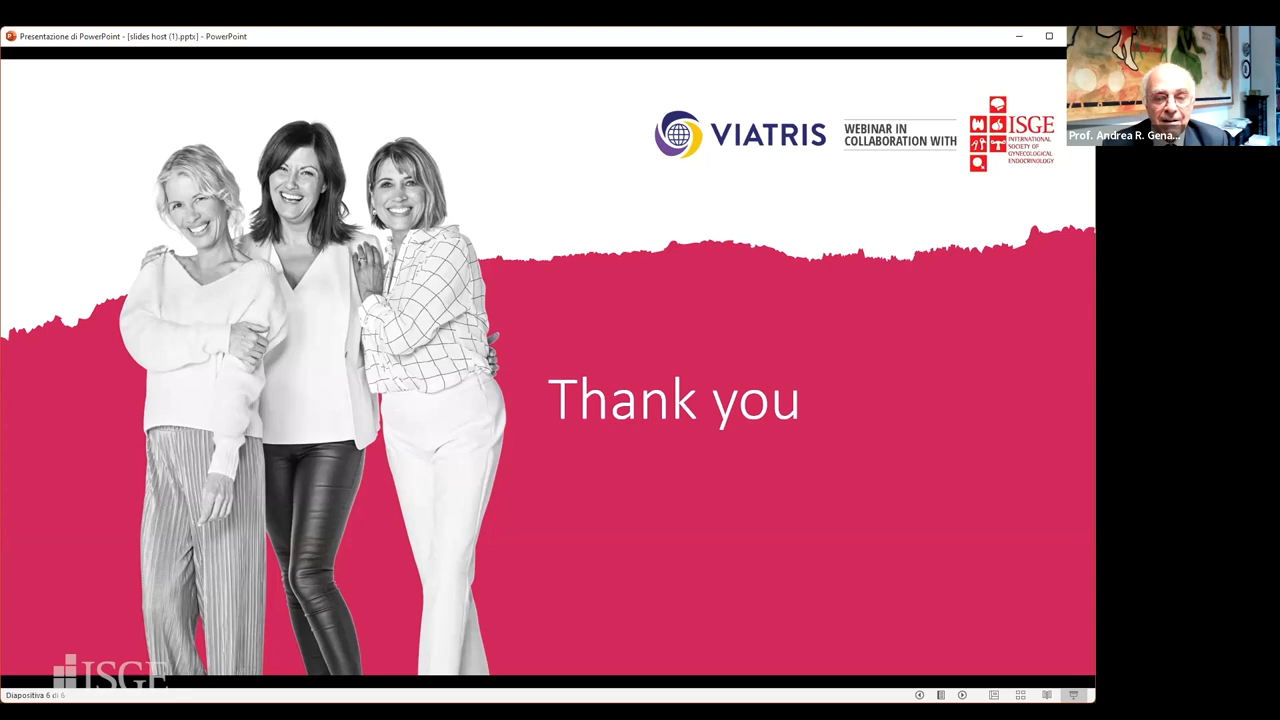 Presentazione di PowerPoint - [slides host (1).pptx] - PowerPoint
VIATRIS
WEBINAR IN
COLLABORATION WITH
ISGE
INTERNATIONAL
SOCIETY OF
GYNECOLOGICAL
ENDOCRINOLOGY
Prof. Andrea R. Gena...
Thank you
ISGE
Diapositiva 6 di 6